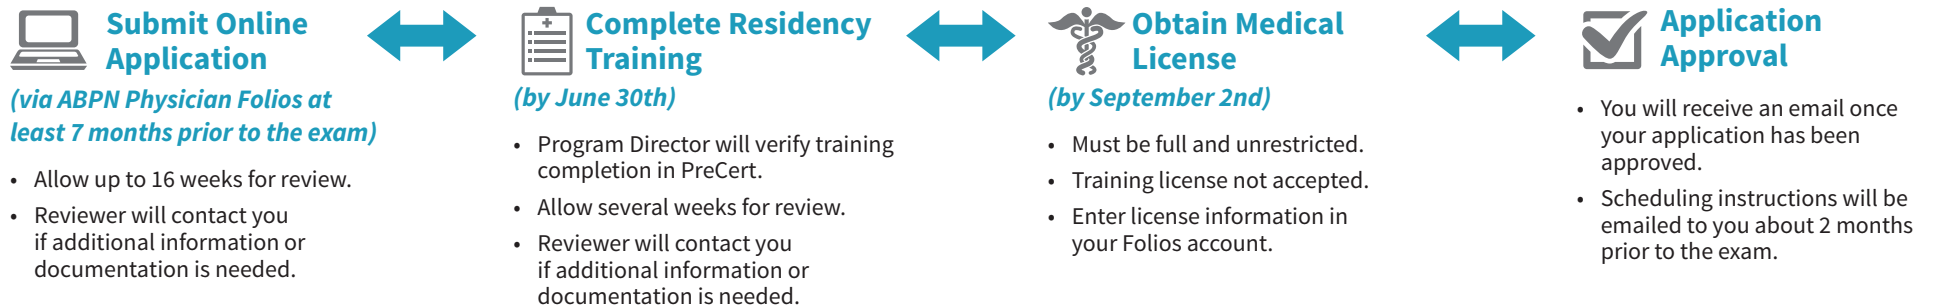 Submit Online
Application
(via ABPN Physician Folios at
least 7 months prior to the exam)
• Allow up to 16 weeks for review.
• Reviewer will contact you
if additional information or
documentation is needed.
Complete Residency
Training
(by June 30th)
• Program Director will verify training
completion in PreCert.
• Allow several weeks for review.
• Reviewer will contact you
if additional information or
documentation is needed.
Obtain Medical
License
(by September 2nd)
• Must be full and unrestricted.
• Training license not accepted.
• Enter license information in
your Folios account.
Application
Approval
• You will receive an email once
your application has been
approved.
• Scheduling instructions will be
emailed to you about 2 months
prior to the exam.